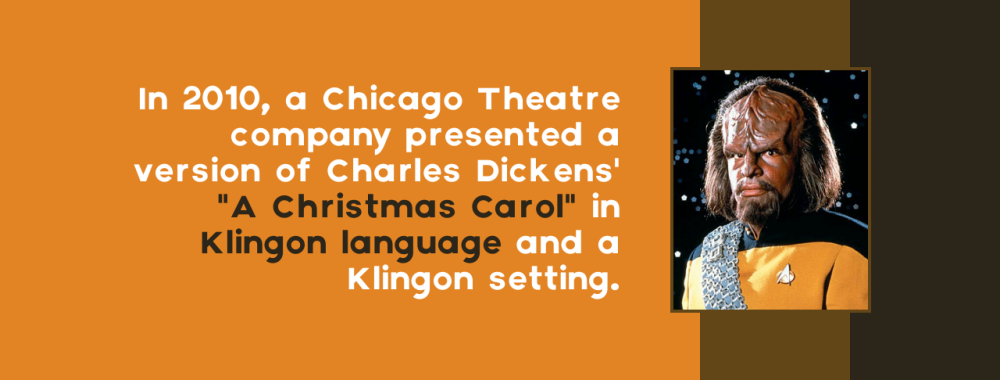 In 2010, a Chicago Theatre
company presented a
version of Charles Dickens'
"A Christmas Carol" in
Klingon language and a
Klingon setting.